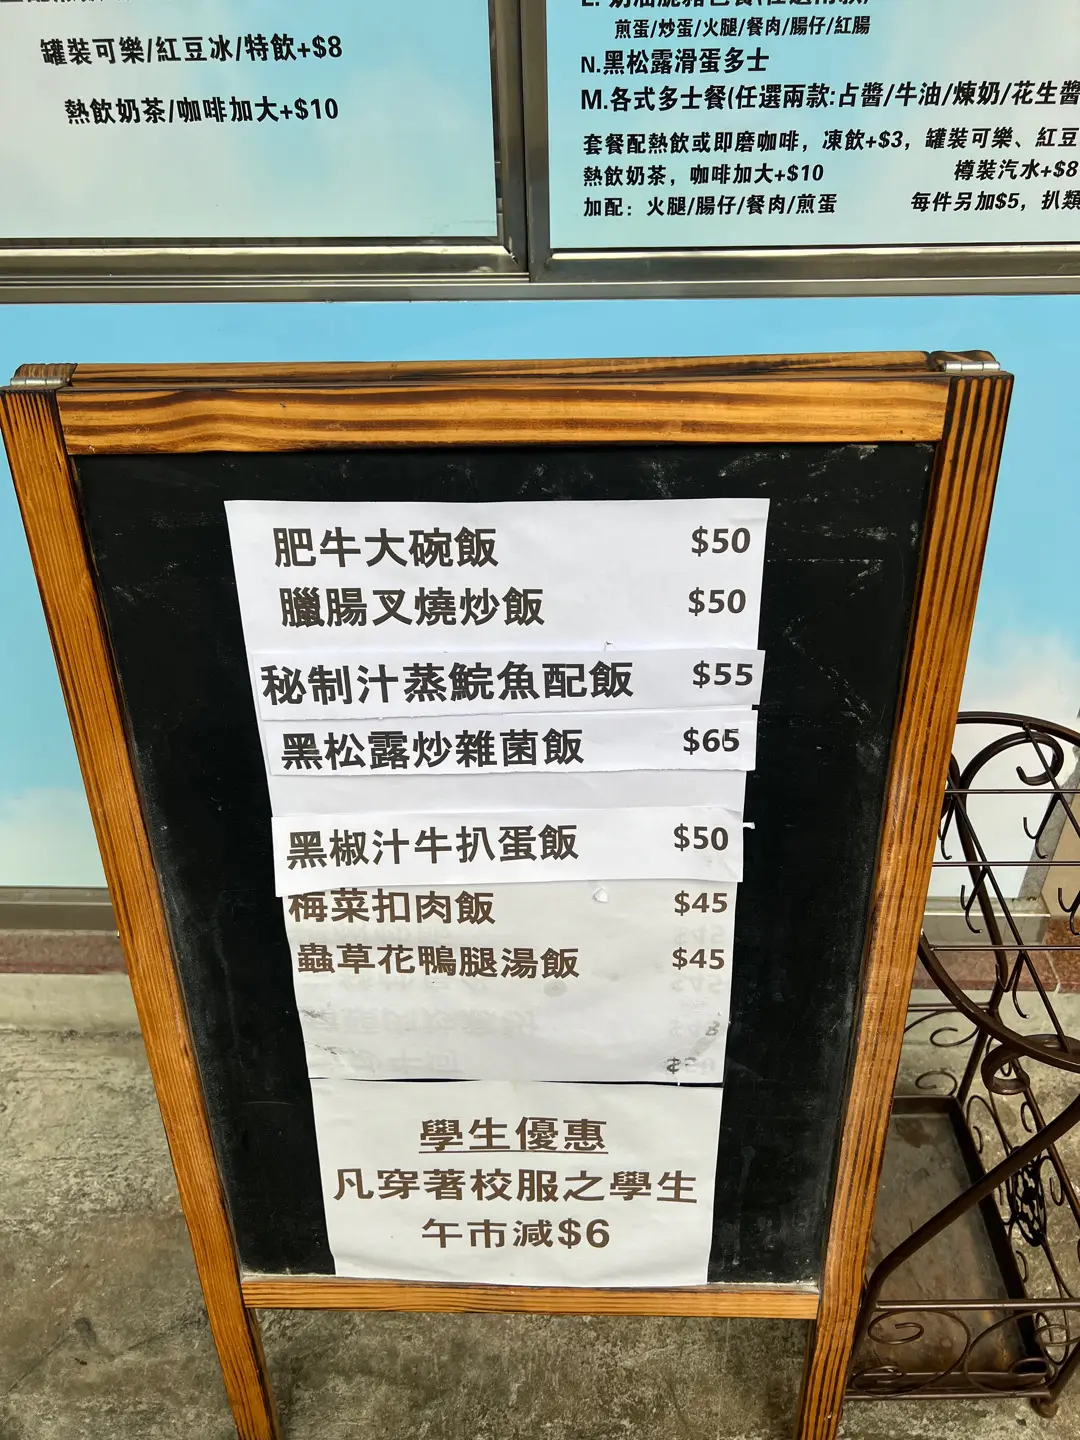 罐裝可樂/紅豆冰/特飲+$8
熱飲奶茶/咖啡加大+$10
煎蛋/炒蛋/火腿/餐肉/腸仔/紅腸
N.黑松露滑蛋多士
M.各式多士餐(任選兩款:占醬/牛油/煉奶/花生醬
套餐配熱飲或即磨咖啡，凍飲+$3，罐裝可樂、紅豆
熱飲奶茶，咖啡加大+$10 樽裝汽水+$8
加配：火腿/腸仔/餐肉/煎蛋 每件另加$5，扒類
肥牛大碗飯 $50
臘腸叉燒炒飯 $50
秘制汁蒸鯇魚配飯 $55
黑松露炒雜菌飯 $65
黑椒汁牛扒蛋飯 $50
梅菜扣肉飯 $45
蟲草花鴨腿湯飯 $45
學生優惠
凡穿著校服之學生
午市減$6